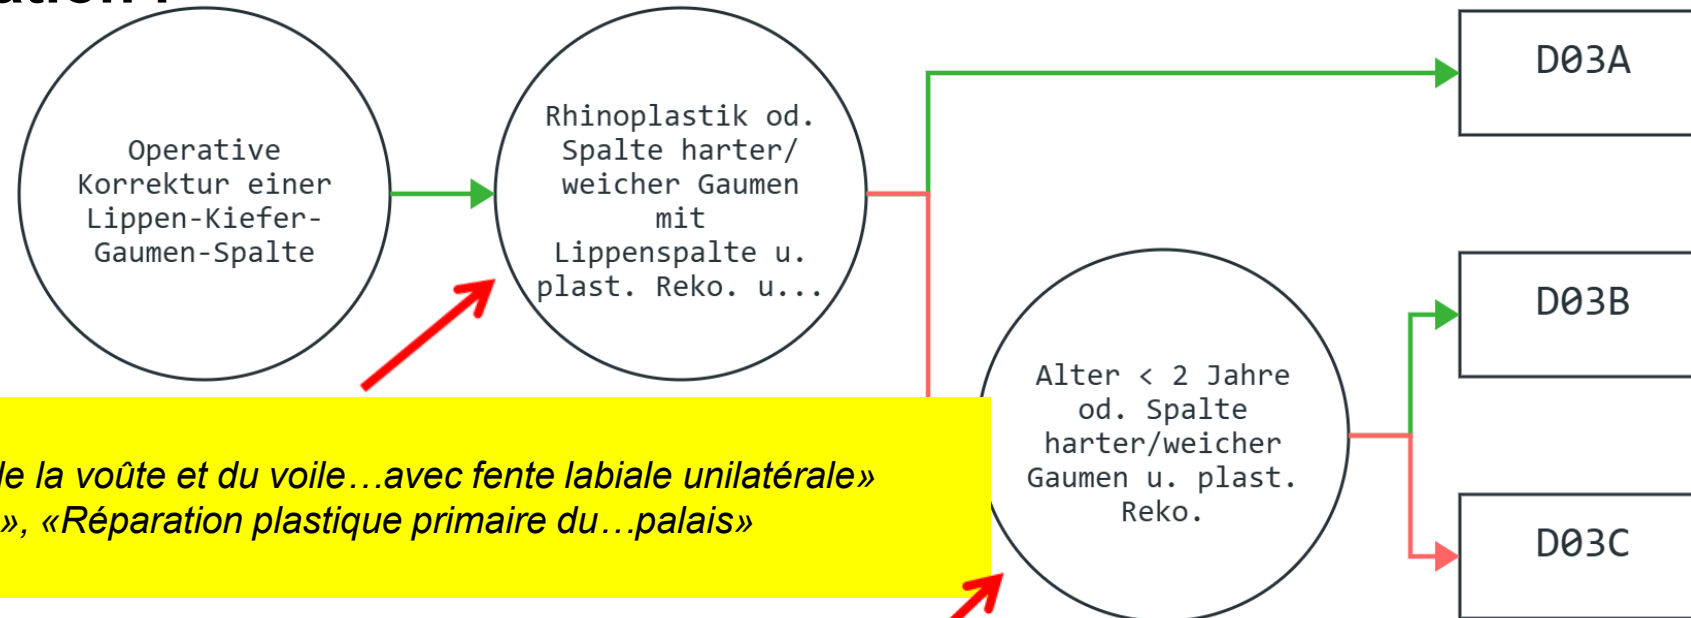 Operative
Korrektur einer
Lippen-Kiefer-
Gaumen-Spalte
Rhinoplastik od.
Spalte harter/
weicher Gaumen
mit
Lippenspalte u.
plast. Reko. u...
D03A
D03B
Alter < 2 Jahre
od. Spalte
harter/weicher
Gaumen u. plast.
Reko.
D03C
de la voûte et du voile…avec fente labiale unilatérale»
», «Réparation plastique primaire du…palais»